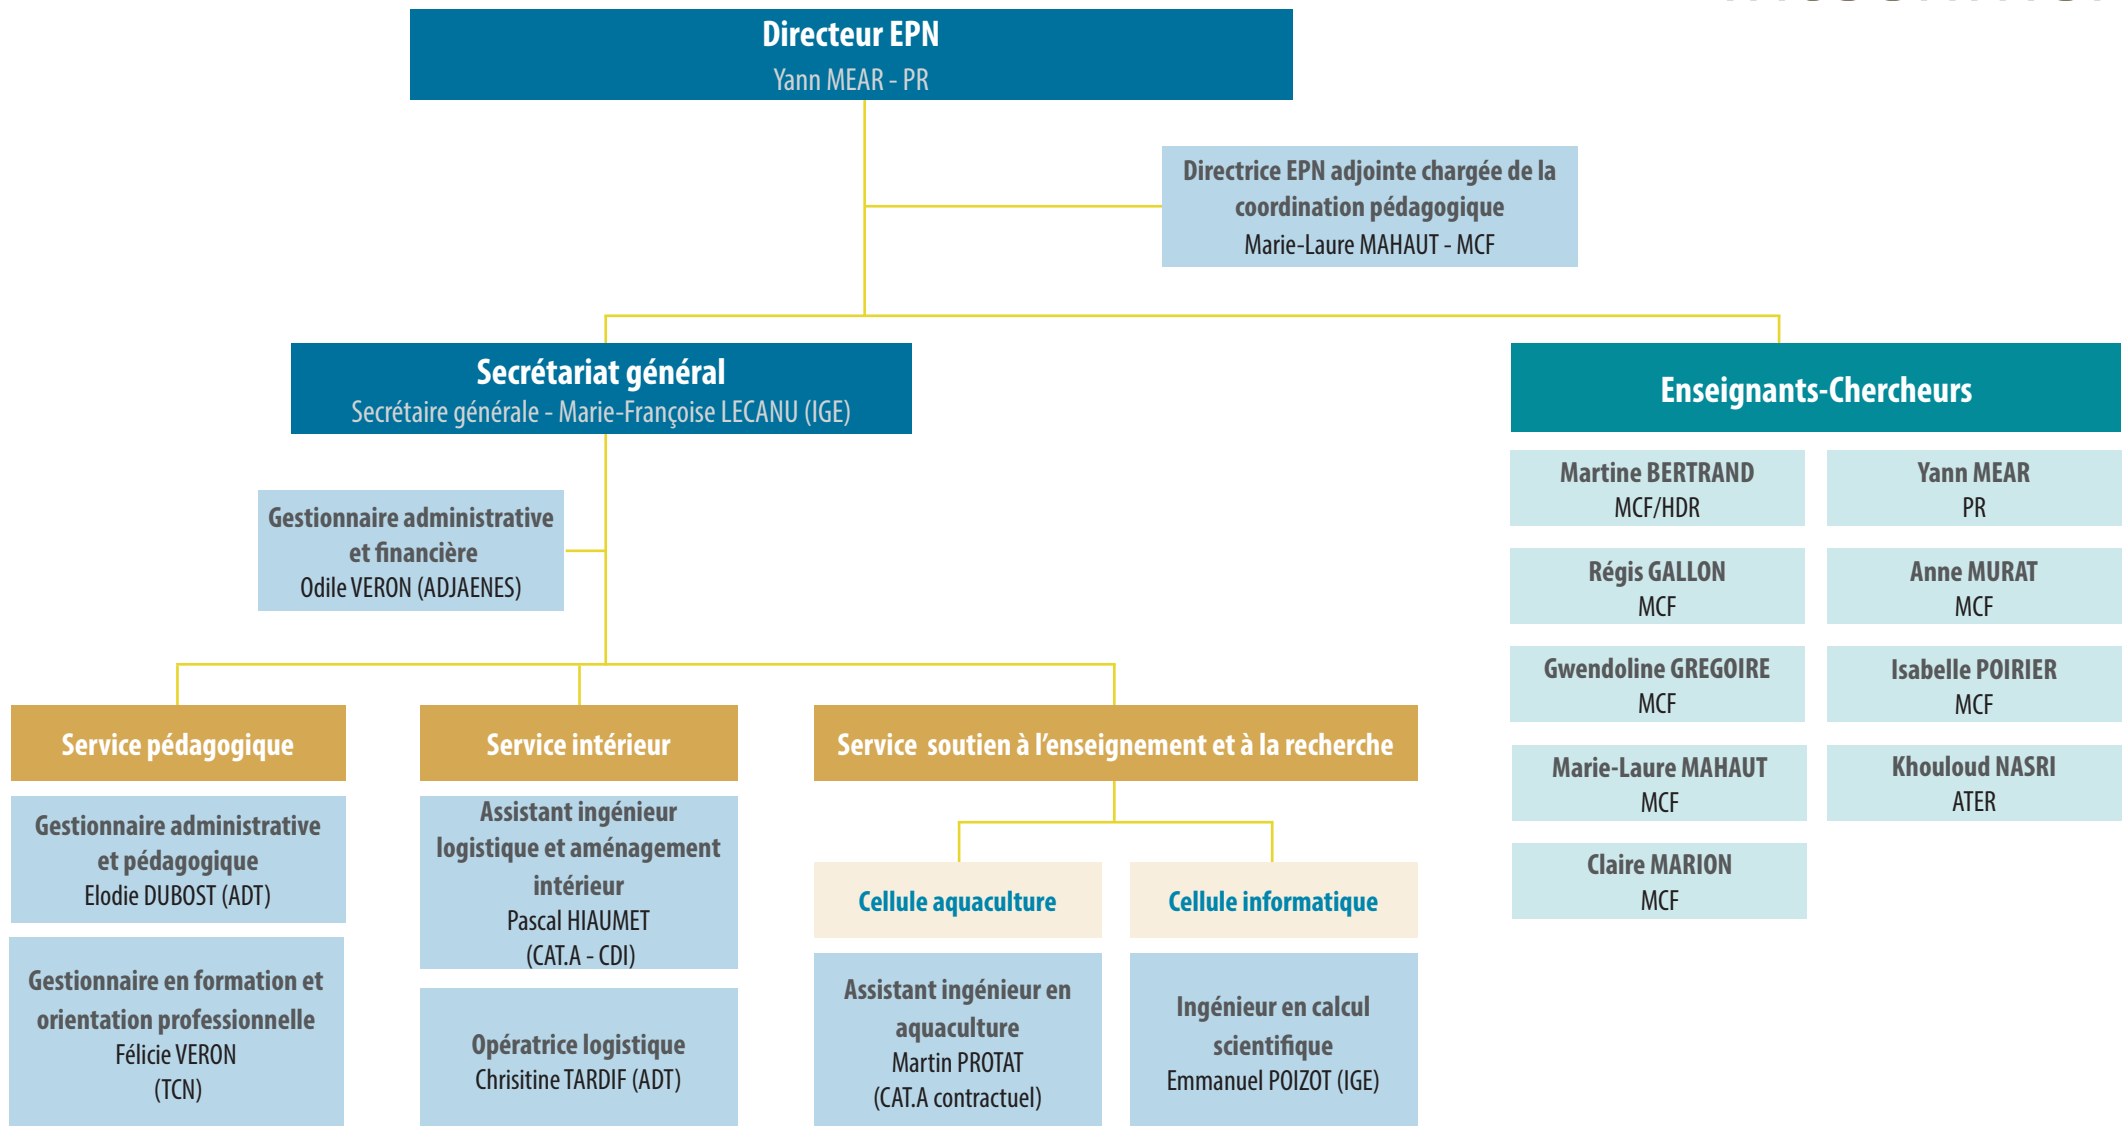 Directeur EPN
Yann MEAR - PR
Directrice EPN adjointe chargée de la
coordination pédagogique
Marie-Laure MAHAUT - MCF
Secrétariat général
Secrétaire générale - Marie-Françoise LECANU (IGE)
Gestionnaire administrative
et financière
Odile VERON (ADJAENES)
Service pédagogique
Gestionnaire administrative
et pédagogique
Elodie DUBOST (ADT)
Gestionnaire en formation et
orientation professionnelle
Félicie VERON
(TCN)
Service intérieur
Assistant ingénieur
logistique et aménagement
intérieur
Pascal HIAUMET
(CAT.A - CDI)
Opératrice logistique
Chrisitine TARDIF (ADT)
Service soutien à l’enseignement et à la recherche
Cellule aquaculture
Assistant ingénieur en
aquaculture
Martin PROTAT
(CAT.A contractuel)
Cellule informatique
Ingénieur en calcul
scientifique
Emmanuel POIZOT (IGE)
Enseignants-Chercheurs
Martine BERTRAND
MCF/HDR
Régis GALLON
MCF
Gwendoline GREGOIRE
MCF
Marie-Laure MAHAUT
MCF
Claire MARION
MCF
Yann MEAR
PR
Anne MURAT
MCF
Isabelle POIRIER
MCF
Khouloud NASRI
ATER